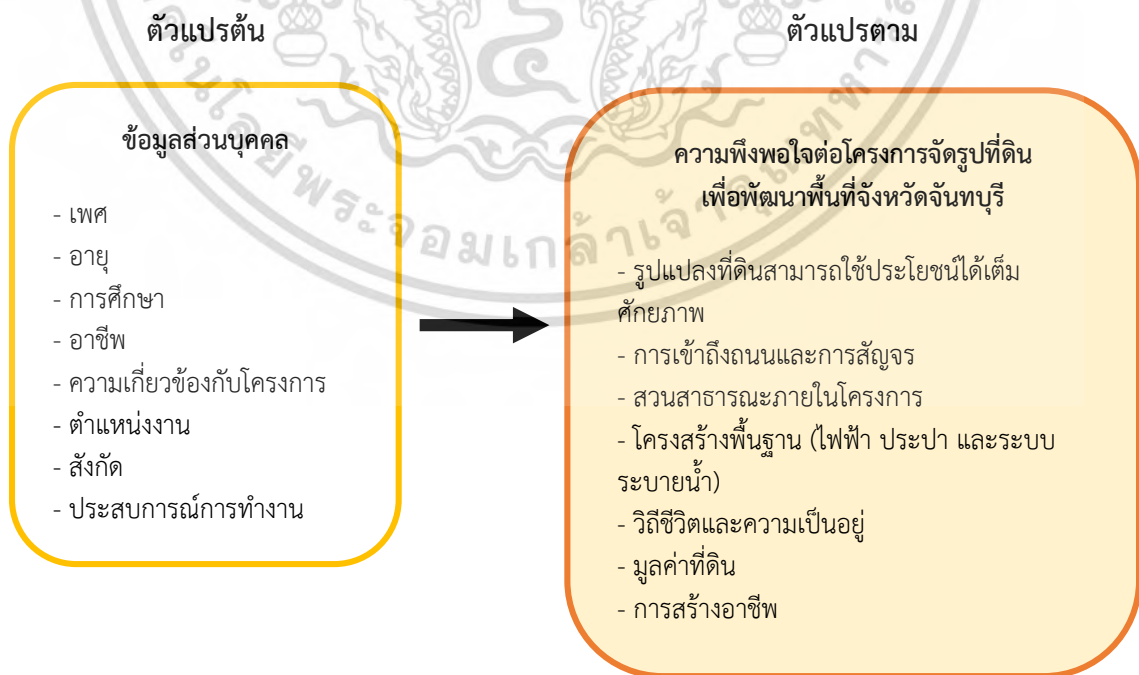 ตัวแปรต้น
ข้อมูลส่วนบุคคล
- เพศ
- อายุ
- การศึกษา
- อาชีพ
- ความเกี่ยวข้องกับโครงการ
- ตำแหน่งงาน
- สังกัด
- ประสบการณ์การทำงาน
ตัวแปรตาม
ความพึงพอใจต่อโครงการจัดรูปที่ดิน
เพื่อพัฒนาพื้นที่จังหวัดจันทบุรี
- รูปแปลงที่ดินสามารถใช้ประโยชน์ได้เต็ม
ศักยภาพ
- การเข้าถึงถนนและการสัญจร
- สวนสาธารณะภายในโครงการ
- โครงสร้างพื้นฐาน (ไฟฟ้า ประปา และระบบ
ระบายน้ำ)
- วิถีชีวิตและความเป็นอยู่
- มูลค่าที่ดิน
- การสร้างอาชีพ